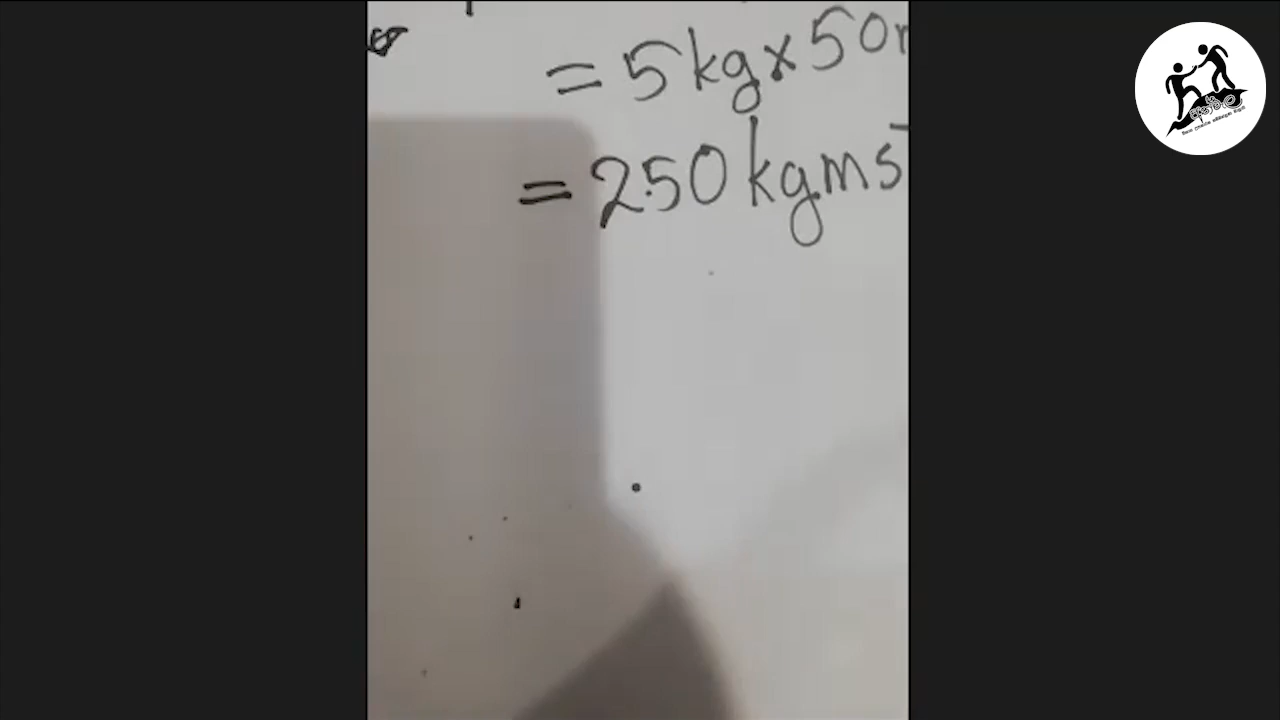 = 5kg×50
= 250 kgms⁻